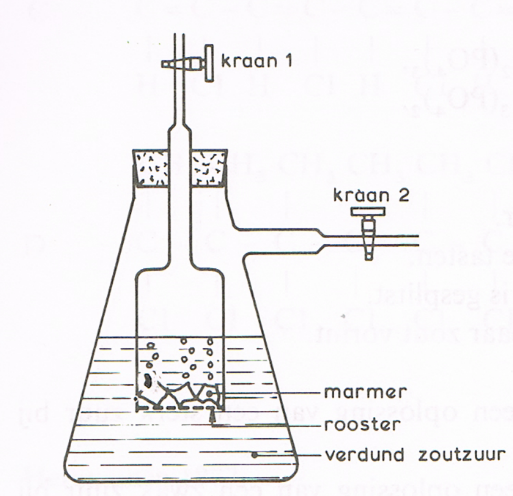 kraan 1
kraan 2
marmer
rooster
verdund zoutzuur